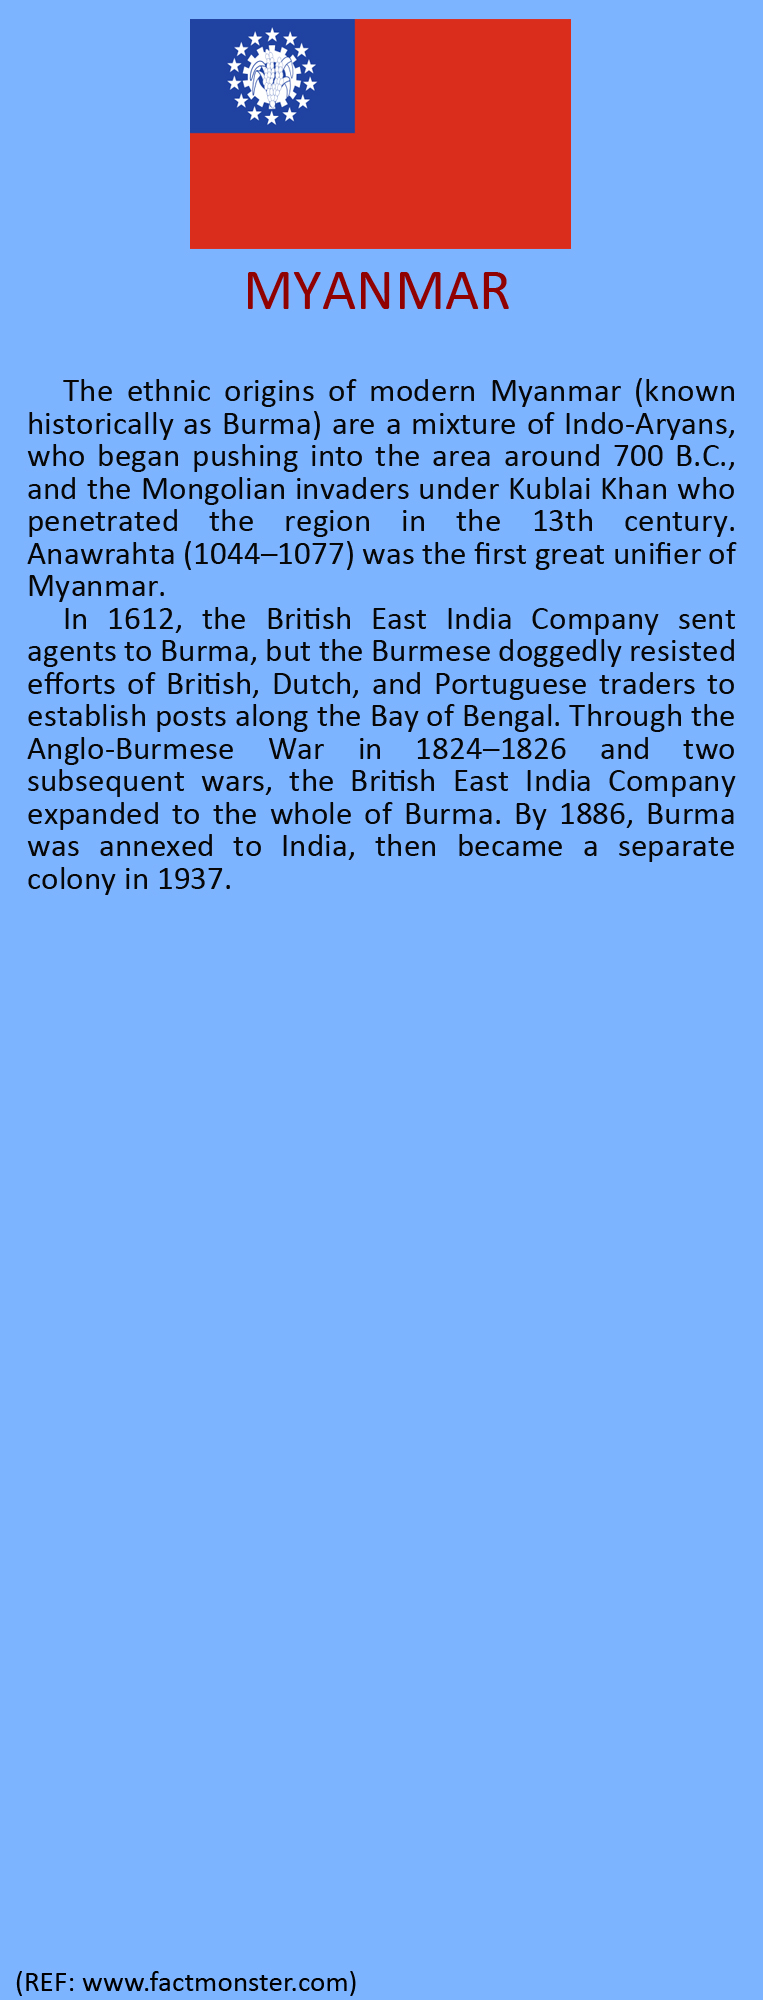 MYANMAR
The ethnic origins of modern Myanmar (known
historically as Burma) are a mixture of Indo-Aryans,
who began pushing into the area around 700 B.C.,
and the Mongolian invaders under Kublai Khan who
penetrated the region in the 13th century.
Anawrahta (1044–1077) was the first great unifier of
Myanmar.
In 1612, the British East India Company sent
agents to Burma, but the Burmese doggedly resisted
efforts of British, Dutch, and Portuguese traders to
establish posts along the Bay of Bengal. Through the
Anglo-Burmese War in 1824–1826 and two
subsequent wars, the British East India Company
expanded to the whole of Burma. By 1886, Burma
was annexed to India, then became a separate
colony in 1937.
(REF: www.factmonster.com)